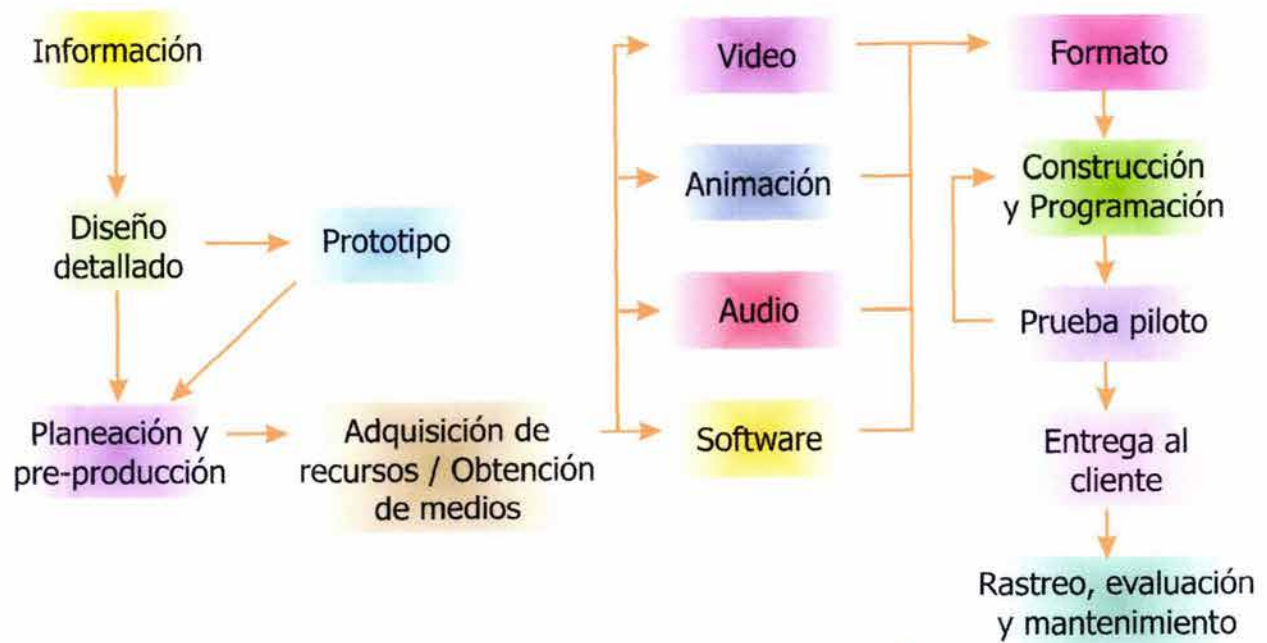 Información
Diseño
detallado
Prototipo
Planeación y
pre-producción
Adquisición de
recursos / Obtención
de medios
Video
Animación
Audio
Software
Formato
Construcción
y Programación
Prueba piloto
Entrega al
cliente
Rastreo, evaluación
y mantenimiento